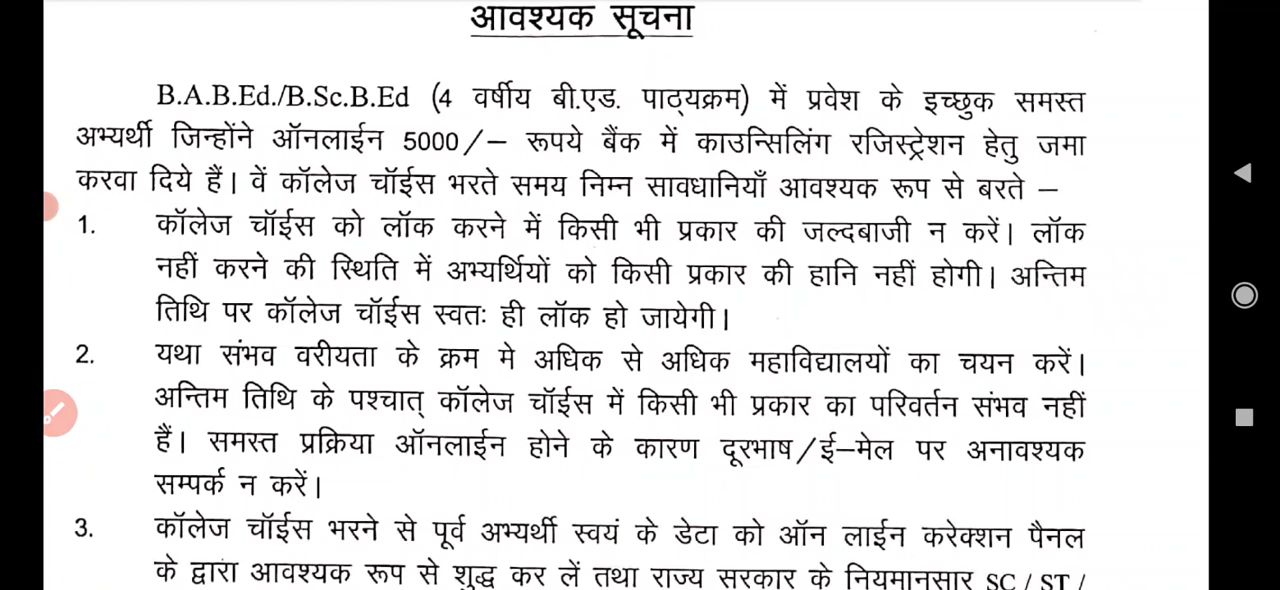 आवश्यक सूचना
B.A.B.Ed./B.Sc.B.Ed (4 वर्षीय बी.एड. पाठ्यक्रम) में प्रवेश के इच्छुक समस्त
अभ्यर्थी जिन्होंने ऑनलाईन 5000/– रूपये बैंक में काउन्सिलिंग रजिस्ट्रेशन हेतु जमा
करवा दिये हैं। वें कॉलेज चॉईस भरते समय निम्न सावधानियाँ आवश्यक रूप से बरते –
1. कॉलेज चॉईस को लॉक करने में किसी भी प्रकार की जल्दबाजी न करें। लॉक
नहीं करने की स्थिति में अभ्यर्थियों को किसी प्रकार की हानि नहीं होगी। अन्तिम
तिथि पर कॉलेज चॉईस स्वतः ही लॉक हो जायेगी।
2. यथा संभव वरीयता के क्रम मे अधिक से अधिक महाविद्यालयों का चयन करें।
अन्तिम तिथि के पश्चात् कॉलेज चॉईस में किसी भी प्रकार का परिवर्तन संभव नहीं
हैं। समस्त प्रक्रिया ऑनलाईन होने के कारण दूरभाष/ई–मेल पर अनावश्यक
सम्पर्क न करें।
3. कॉलेज चॉईस भरने से पूर्व अभ्यर्थी स्वयं के डेटा को ऑन लाईन करेक्शन पैनल
के द्वारा आवश्यक रूप से शुद्ध कर लें तथा राज्य सरकार के नियमानुसार SC / ST /